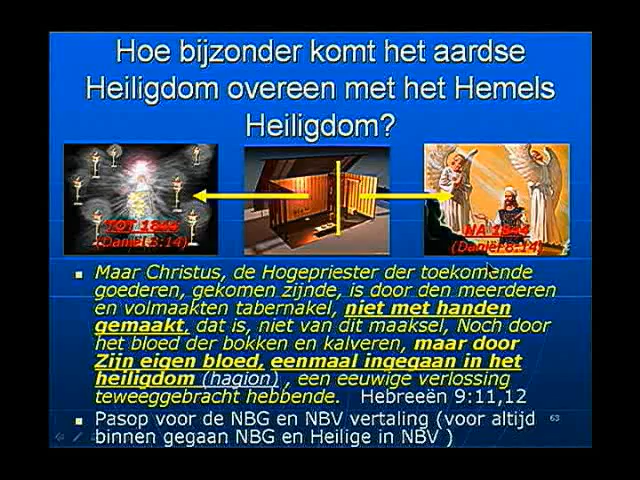 Hoe bijzonder komt het aardse
Heiligdom overeen met het Hemels
Heiligdom?
TOT 1844
(Daniël 8:14)
NA 1844
(Daniël 8:14)
Maar Christus, de Hogepriester der toekomende
goederen, gekomen zijnde, is door den meerderen
en volmaakten tabernakel, niet met handen
gemaakt, dat is, niet van dit maaksel, Noch door
het bloed der bokken en kalveren, maar door
Zijn eigen bloed, eenmaal ingegaan in het
heiligdom (hagion) , een eeuwige verlossing
teweeggebracht hebbende. Hebreeën 9:11,12
Pasop voor de NBG en NBV vertaling (voor altijd
binnen gegaan NBG en Heilige in NBV )
63